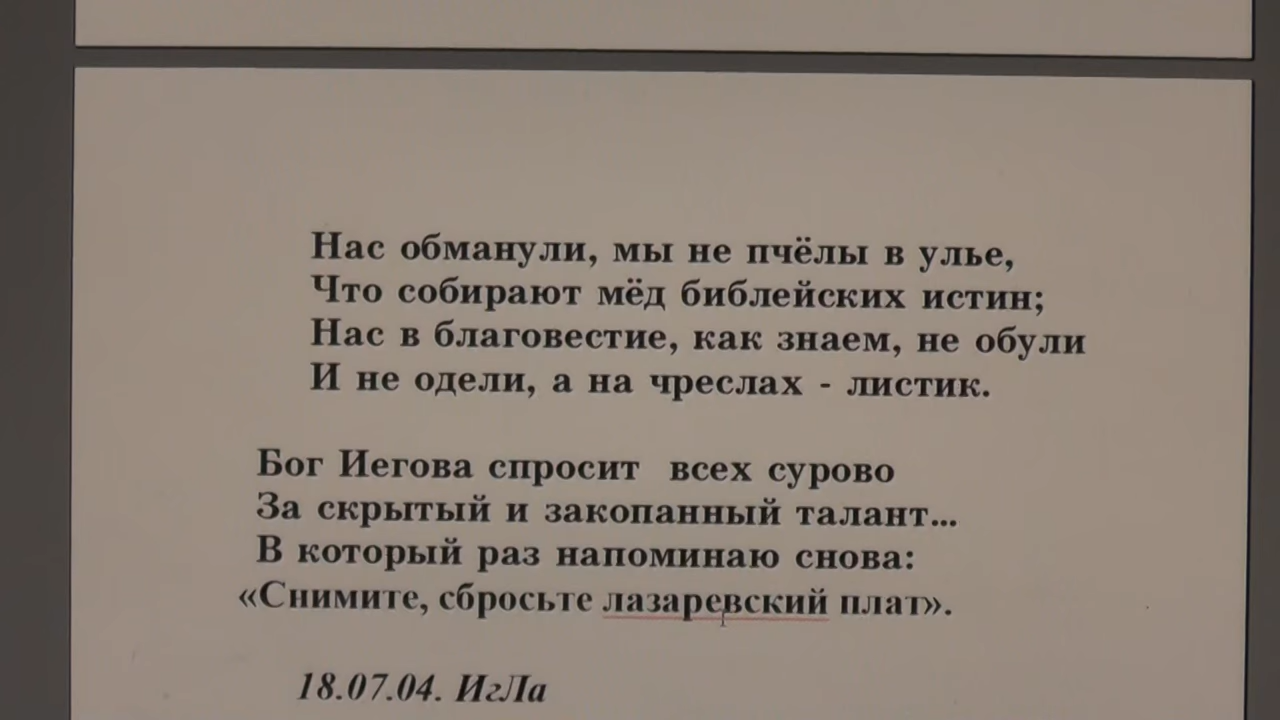 Нас обманули, мы не пчёлы в улье,
Что собирают мёд библейских истин;
Нас в благовестие, как знаем, не обули
И не одели, а на чреслах - листик.
Бог Иегова спросит всех сурово
За скрытый и закопанный талант...
В который раз напоминаю снова:
«Снимите, сбросьте лазаревский плат».
18.07.04. ИгЛа